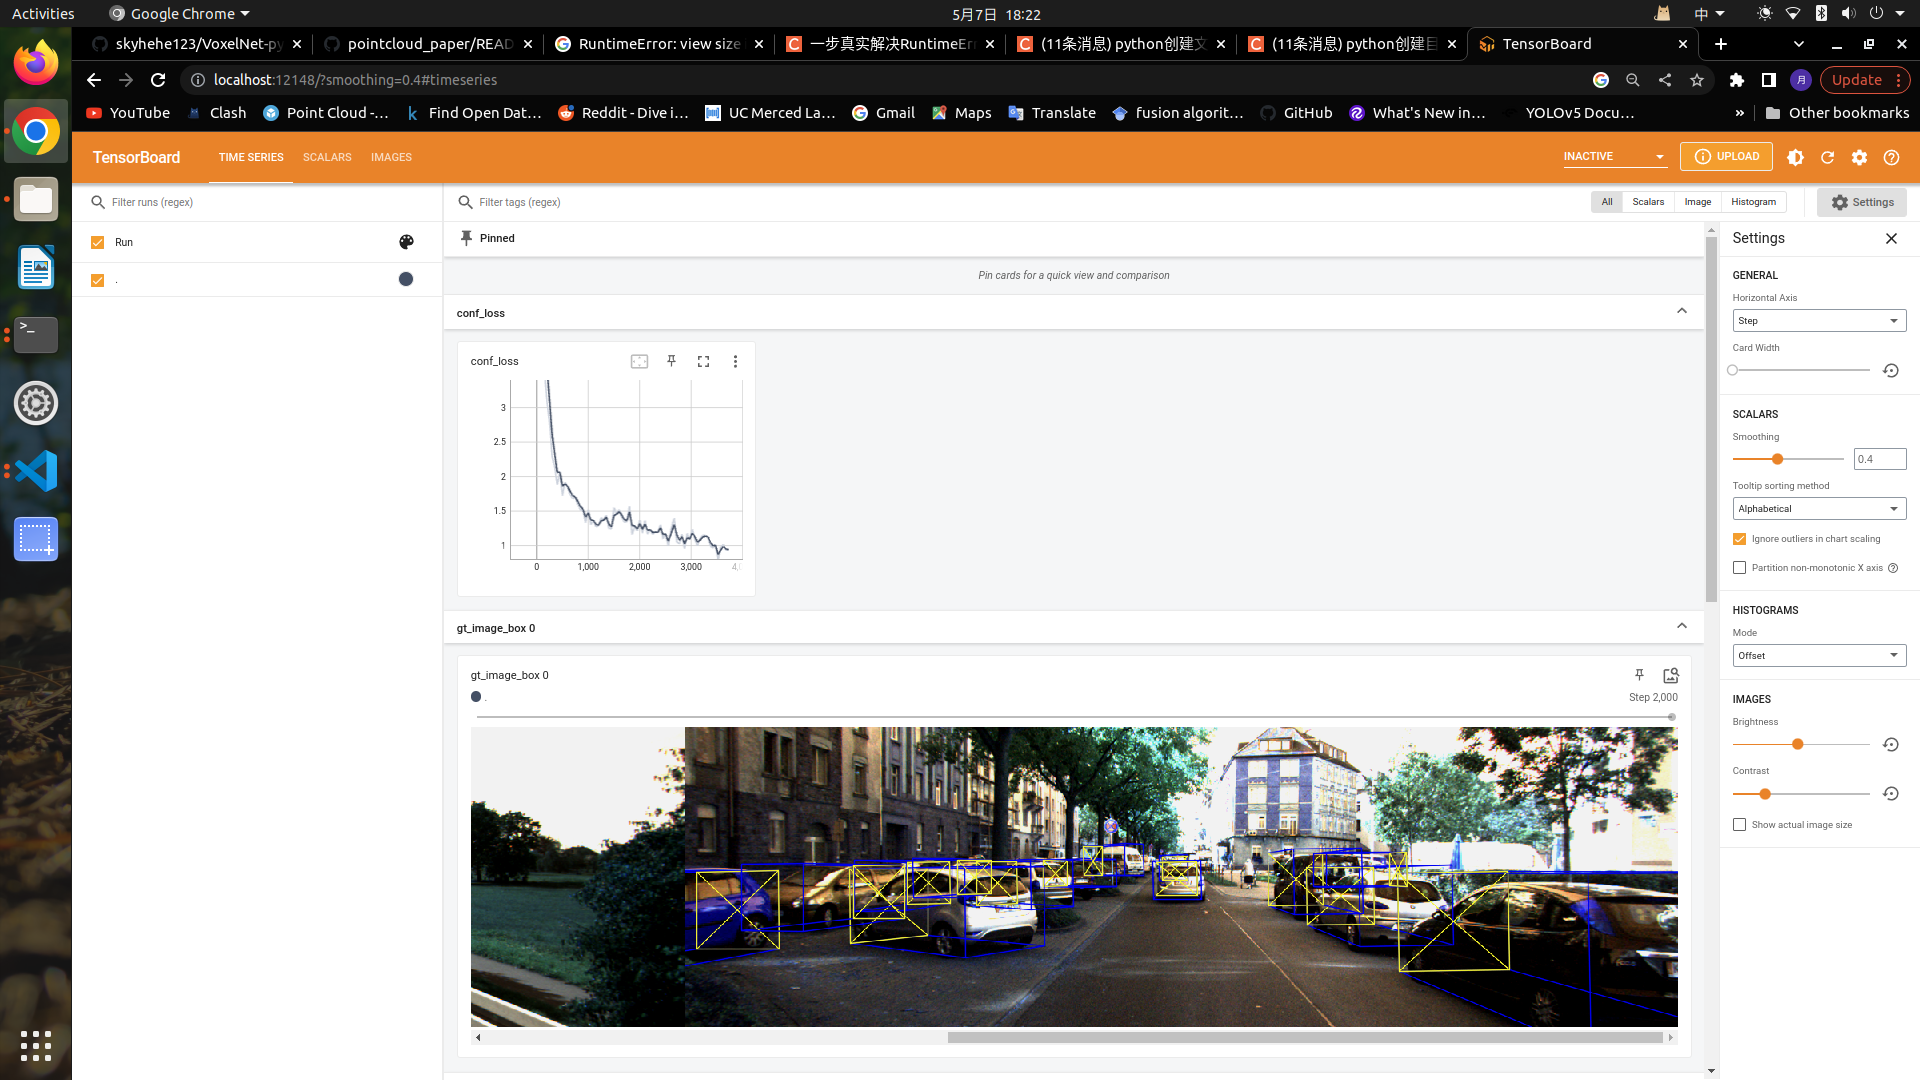 Activities
Google Chrome
5月7日 18:22
中
skyhehe123/VoxelNet-py
pointcloud_paper/READ
RuntimeError: view size
一步真实解决RuntimeErr
(11条消息) python创建文
(11条消息) python创建目
TensorBoard
localhost:12148/?smoothing=0.4#timeseries
月
Update
YouTube
Clash
Point Cloud -...
Find Open Dat...
Reddit - Dive i...
UC Merced La...
Gmail
Maps
Translate
fusion algorit...
GitHub
What's New in...
YOLOv5 Docu...
»
Other bookmarks
TensorBoard
TIME SERIES
SCALARS
IMAGES
INACTIVE
UPLOAD
Filter runs (regex)
Filter tags (regex)
All
Scalars
Image
Histogram
Settings
Run
.
Pinned
Pin cards for a quick view and comparison
conf_loss
conf_loss
3
2.5
2
1.5
1
0
1,000
2,000
3,000
gt_image_box 0
gt_image_box 0
.
Step 2,000
Settings
GENERAL
Horizontal Axis
Step
Card Width
SCALARS
Smoothing
0.4
Tooltip sorting method
Alphabetical
Ignore outliers in chart scaling
Partition non-monotonic X axis
HISTOGRAMS
Mode
Offset
IMAGES
Brightness
Contrast
Show actual image size